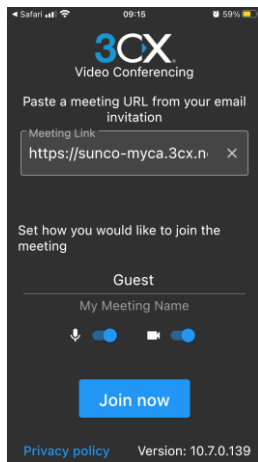 Safari 09:15 59%
3CX
Video Conferencing
Paste a meeting URL from your email
invitation
Meeting Link
https://sunco-myca.3cx.n
Set how you would like to join the
meeting
Guest
My Meeting Name
Join now
Privacy policy Version: 10.7.0.139